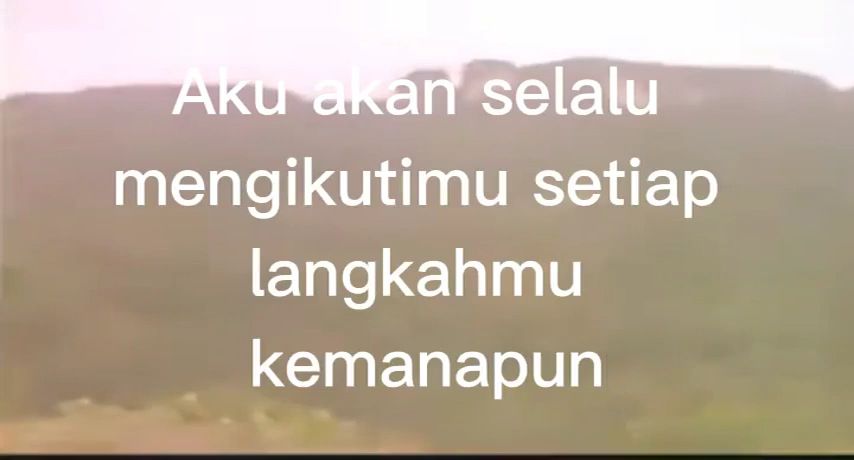 Aku akan selalu
mengikutimu setiap
langkahmu
kemanapun